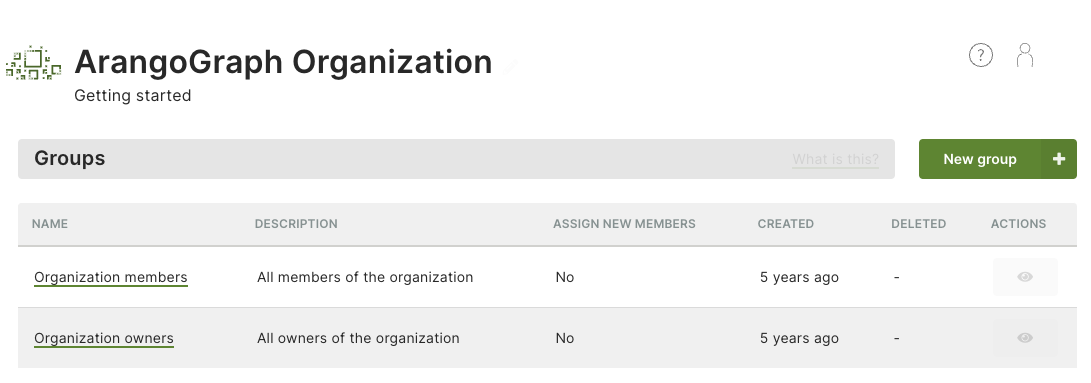 ArangoGraph Organization
Getting started
?
Groups What is this? New group +
NAME DESCRIPTION ASSIGN NEW MEMBERS CREATED DELETED ACTIONS
Organization members All members of the organization No 5 years ago -
Organization owners All owners of the organization No 5 years ago -